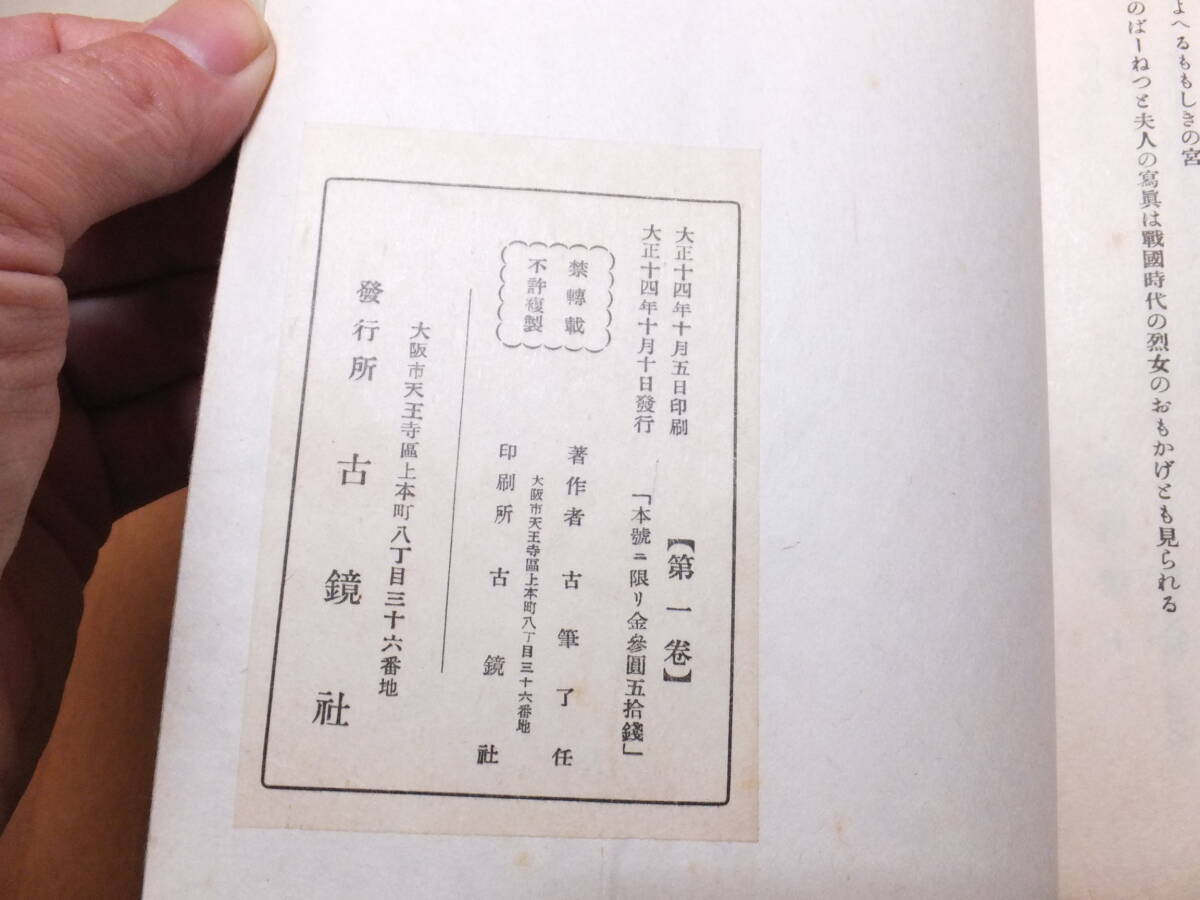 よへるももしきの宮
のばーねつと夫人の寫眞は戰國時代の烈女のおもかげとも見られる
大正十四年十月五日印刷
大正十四年十月十日發行
【第一卷】
「本號ニ限リ金參圓五拾錢」
禁轉載
不許複製
著作者 古筆了任
大阪市天王寺區上本町八丁目三十六番地
印刷所 古鏡社
大阪市天王寺區上本町八丁目三十六番地
發行所 古鏡社